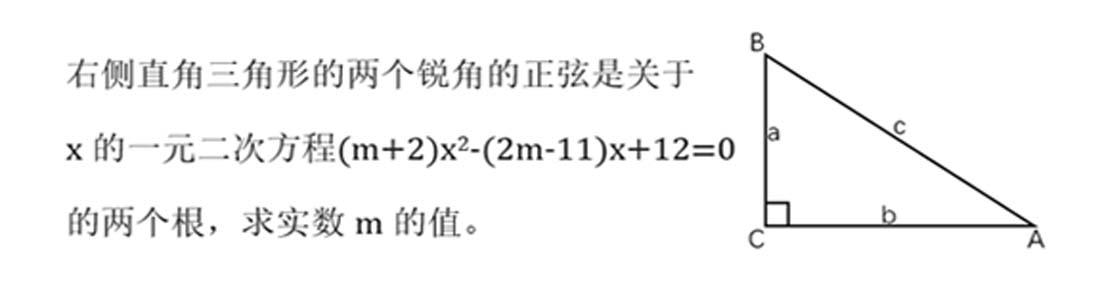 右侧直角三角形的两个锐角的正弦是关于
x 的一元二次方程(m+2)x²-(2m-11)x+12=0
的两个根，求实数 m 的值。
B
a
c
b
C
A